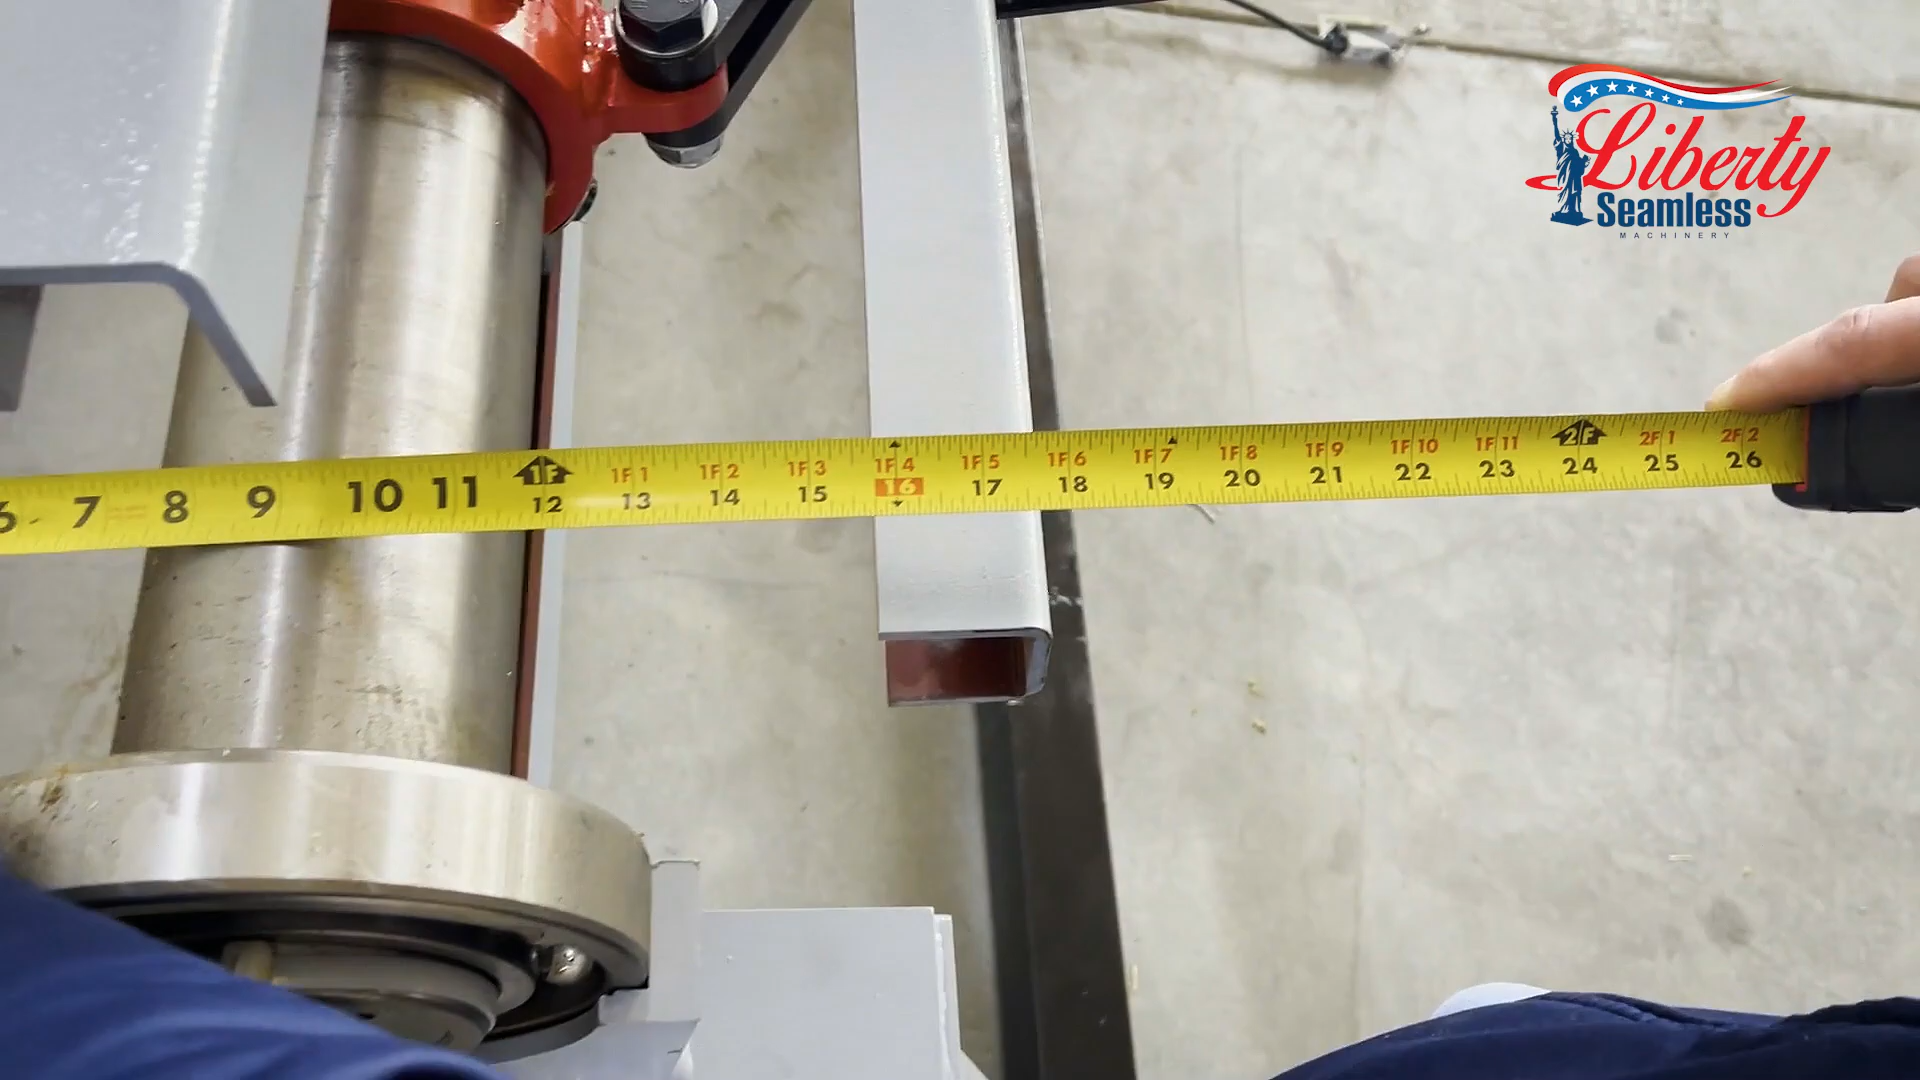 Liberty
Seamless
MACHINERY
1F 1F1 1F2 1F3 1F4 1F5 1F6 1F7 1F8 1F9 1F10 1F11 2F 2F1 2F2
6 7 8 9 10 11 12 13 14 15 16 17 18 19 20 21 22 23 24 25 26